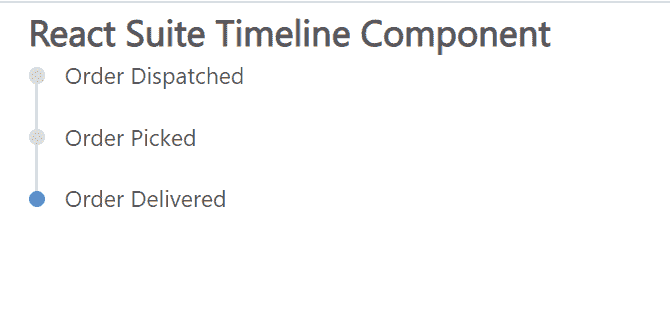 React Suite Timeline Component
Order Dispatched
Order Picked
Order Delivered